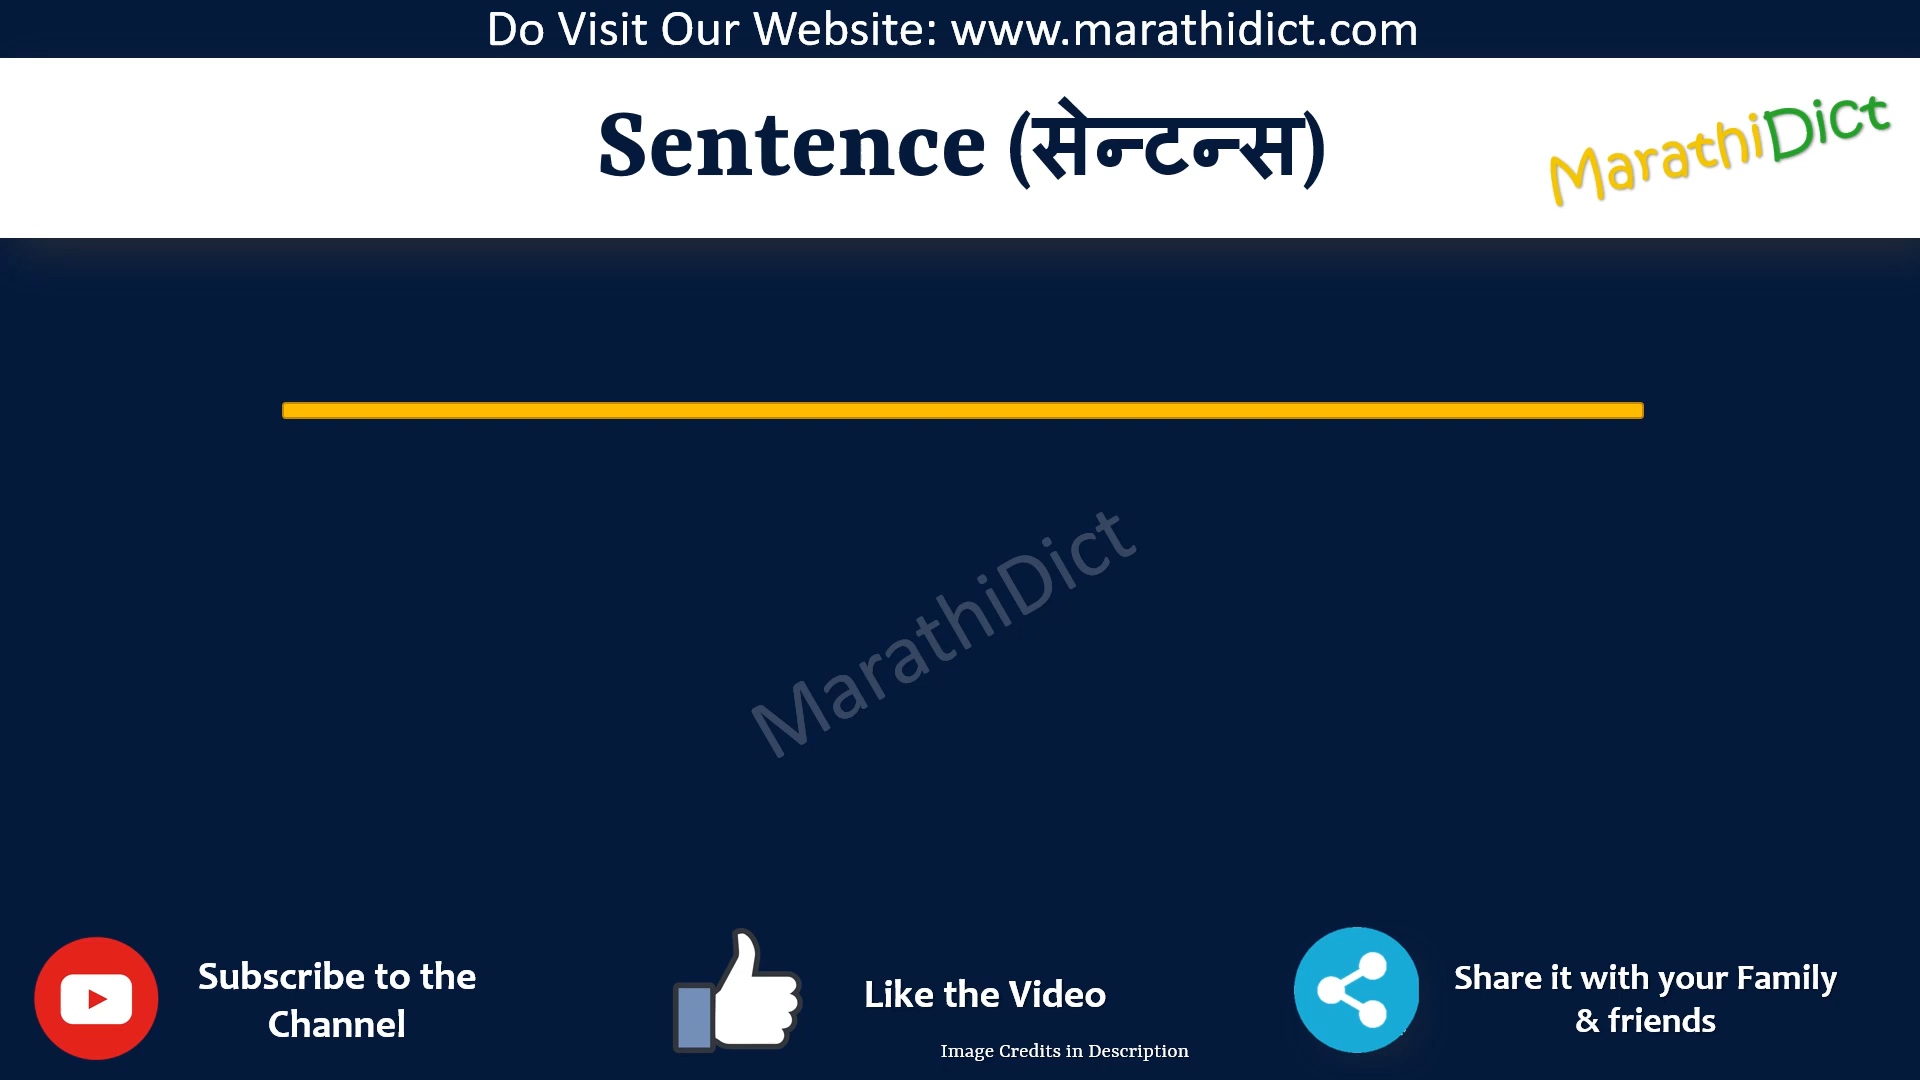 Do Visit Our Website: www.marathidict.com
Sentence (सेन्टन्स)
MarathiDict
MarathiDict
Subscribe to the
Channel
Like the Video
Share it with your Family
& friends
Image Credits in Description